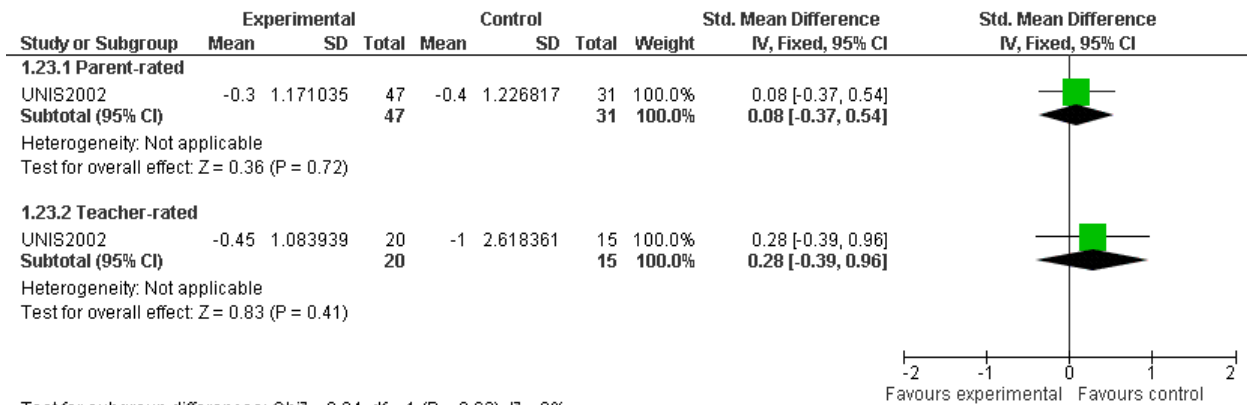 Experimental Control Std. Mean Difference Std. Mean Difference
Study or Subgroup Mean SD Total Mean SD Total Weight IV, Fixed, 95% CI IV, Fixed, 95% CI
1.23.1 Parent-rated
UNIS2002 -0.3 1.171035 47 -0.4 1.226817 31 100.0% 0.08 [-0.37, 0.54]
Subtotal (95% CI) 47 31 100.0% 0.08 [-0.37, 0.54]
Heterogeneity: Not applicable
Test for overall effect: Z = 0.36 (P = 0.72)
1.23.2 Teacher-rated
UNIS2002 -0.45 1.083939 20 -1 2.618361 15 100.0% 0.28 [-0.39, 0.96]
Subtotal (95% CI) 20 15 100.0% 0.28 [-0.39, 0.96]
Heterogeneity: Not applicable
Test for overall effect: Z = 0.83 (P = 0.41)
-2 -1 0 1 2
Favours experimental Favours control
Test for subgroup differences: